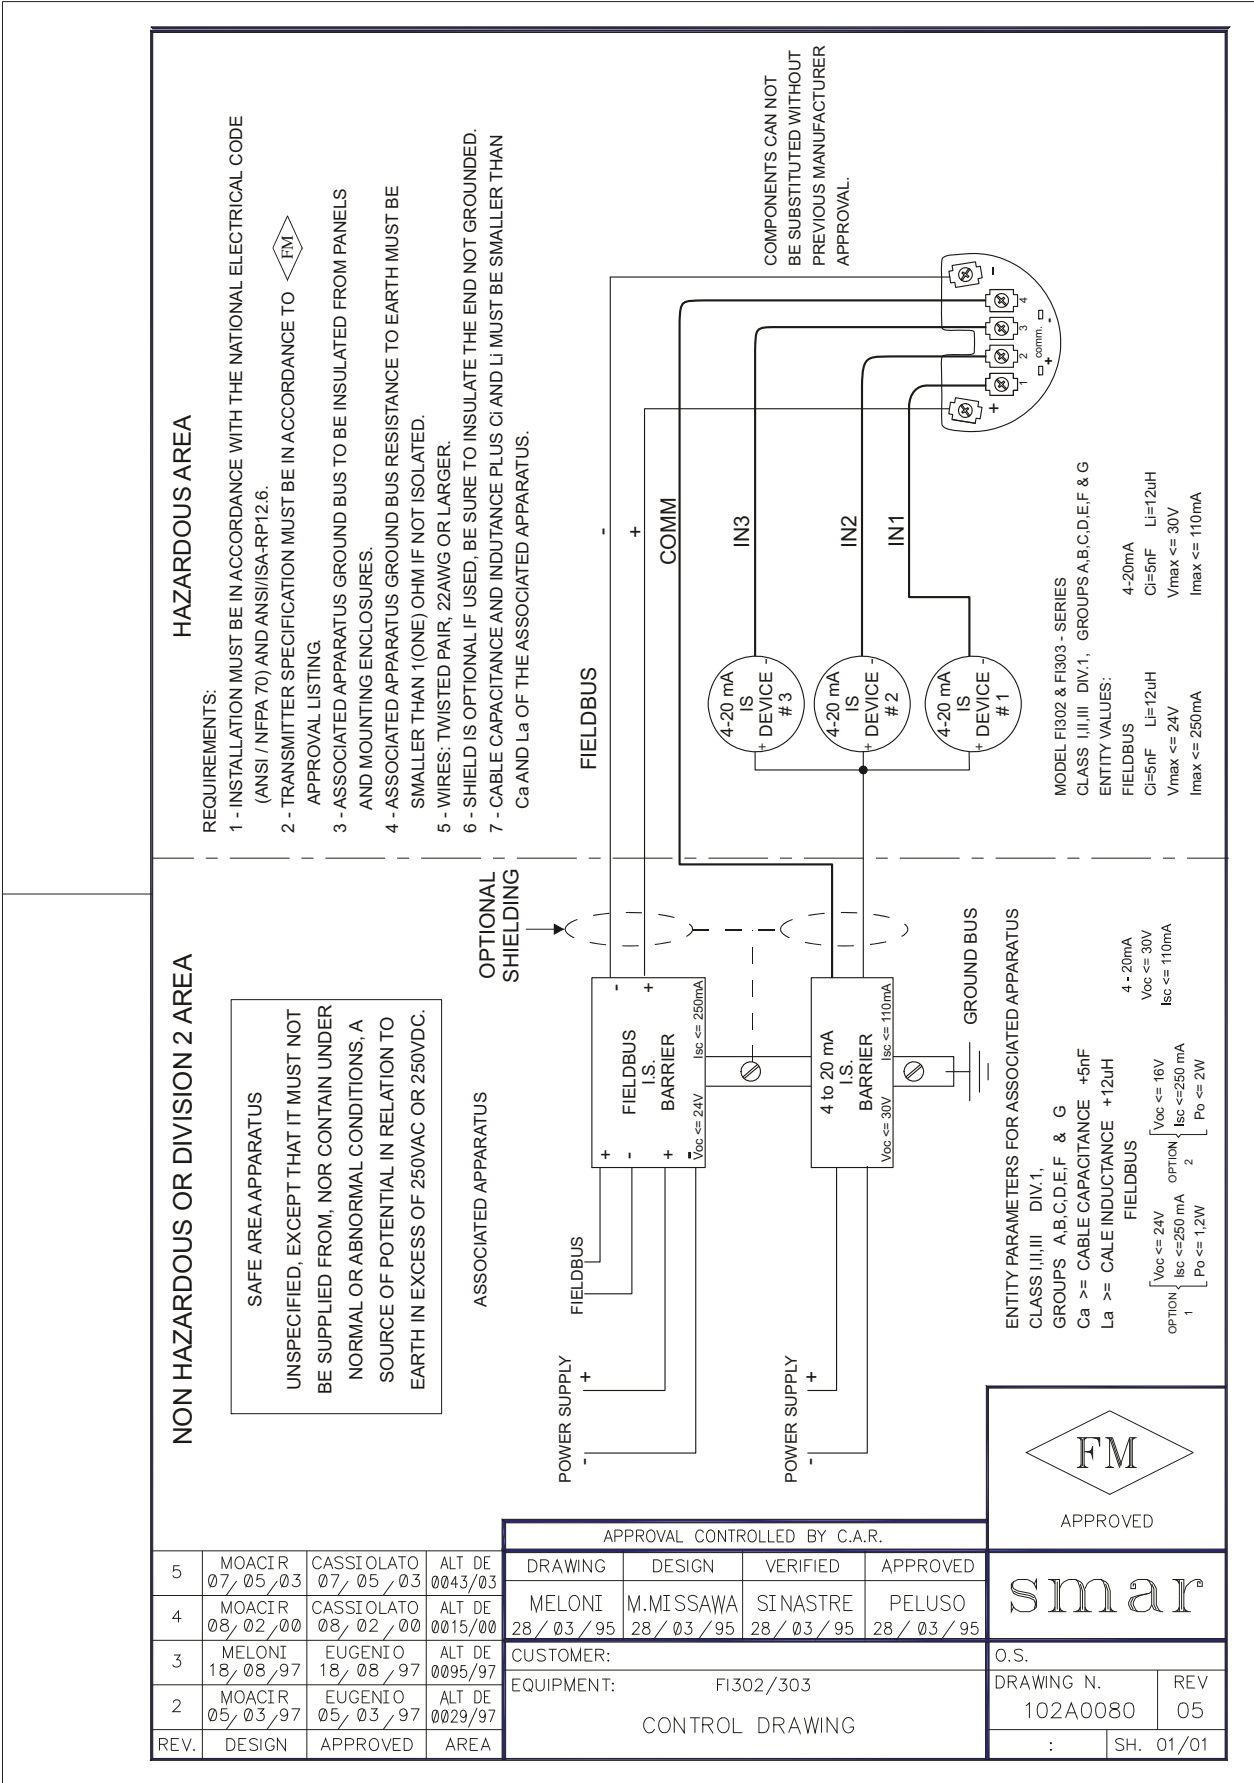 HAZARDOUS AREA
REQUIREMENTS:
1 - INSTALLATION MUST BE IN ACCORDANCE WITH THE NATIONAL ELECTRICAL CODE
(ANSI / NFPA 70) AND ANSI/ISA-RP12.6.
2 - TRANSMITTER SPECIFICATION MUST BE IN ACCORDANCE TO FM
APPROVAL LISTING.
3 - ASSOCIATED APPARATUS GROUND BUS TO BE INSULATED FROM PANELS
AND MOUNTING ENCLOSURES.
4 - ASSOCIATED APPARATUS GROUND BUS RESISTANCE TO EARTH MUST BE
SMALLER THAN 1(ONE) OHM IF NOT ISOLATED.
5 - WIRES: TWISTED PAIR, 22AWG OR LARGER.
6 - SHIELD IS OPTIONAL IF USED, BE SURE TO INSULATE THE END NOT GROUNDED.
7 - CABLE CAPACITANCE AND INDUTANCE PLUS Ci AND Li MUST BE SMALLER THAN
Ca AND La OF THE ASSOCIATED APPARATUS.
COMPONENTS CAN NOT
BE SUBSTITUTED WITHOUT
PREVIOUS MANUFACTURER
APPROVAL.
FIELDBUS
-
+
COMM
IN3
IN2
IN1
4-20 mA
IS
+ DEVICE -
# 3
4-20 mA
IS
+ DEVICE -
# 2
4-20 mA
IS
+ DEVICE -
# 1
+ 1 2 3 4 -
+ comm. -
MODEL FI302 & FI303 - SERIES
CLASS I,II,III DIV.1, GROUPS A,B,C,D,E,F & G
ENTITY VALUES:
FIELDBUS
Ci=5nF Li=12uH
Vmax <= 24V
Imax <= 250mA
4-20mA
Ci=5nF Li=12uH
Vmax <= 30V
Imax <= 110mA
NON HAZARDOUS OR DIVISION 2 AREA
SAFE AREA APPARATUS
UNSPECIFIED, EXCEPT THAT IT MUST NOT
BE SUPPLIED FROM, NOR CONTAIN UNDER
NORMAL OR ABNORMAL CONDITIONS, A
SOURCE OF POTENTIAL IN RELATION TO
EARTH IN EXCESS OF 250VAC OR 250VDC.
ASSOCIATED APPARATUS
OPTIONAL
SHIELDING
FIELDBUS
POWER SUPPLY
- +
+ - + -
- +
FIELDBUS
I.S.
BARRIER
Voc <= 24V Isc <= 250mA
POWER SUPPLY
- +
4 to 20 mA
I.S.
BARRIER
Voc <= 30V Isc <= 110mA
GROUND BUS
ENTITY PARAMETERS FOR ASSOCIATED APPARATUS
CLASS I,II,III DIV.1,
GROUPS A,B,C,D,E,F & G
Ca >= CABLE CAPACITANCE +5nF
La >= CALE INDUCTANCE +12uH
FIELDBUS
OPTION 1
Voc <= 24V
Isc <=250 mA
Po <= 1,2W
OPTION 2
Voc <= 16V
Isc <=250 mA
Po <= 2W
4 - 20mA
Voc <= 30V
Isc <= 110mA
FM
APPROVED
APPROVAL CONTROLLED BY C.A.R.
DRAWING DESIGN VERIFIED APPROVED
MELONI M.MISSAWA SINASTRE PELUSO
28/03/95 28/03/95 28/03/95 28/03/95
smar
5 MOACIR CASSIOLATO ALT DE
07/05/03 07/05/03 0043/03
4 MOACIR CASSIOLATO ALT DE
08/02/00 08/02/00 0015/00
3 MELONI EUGENIO ALT DE
18/08/97 18/08/97 0095/97
2 MOACIR EUGENIO ALT DE
05/03/97 05/03/97 0029/97
REV. DESIGN APPROVED AREA
CUSTOMER:
EQUIPMENT: FI302/303
CONTROL DRAWING
O.S.
DRAWING N. REV
102A0080 05
: SH. 01/01